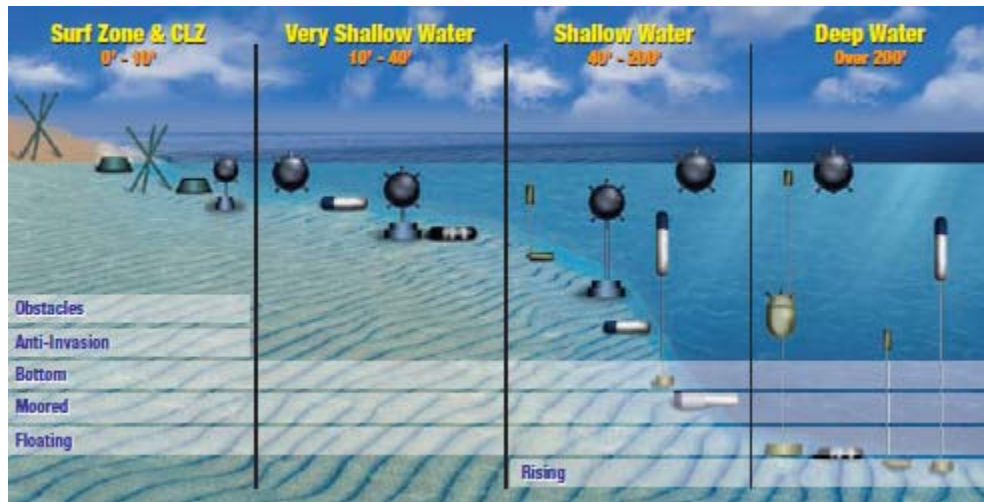 Surf Zone & CLZ
0' - 10'
Very Shallow Water
10' - 40'
Shallow Water
40' - 200'
Deep Water
Over 200'
Obstacles
Anti-Invasion
Bottom
Moored
Floating
Rising